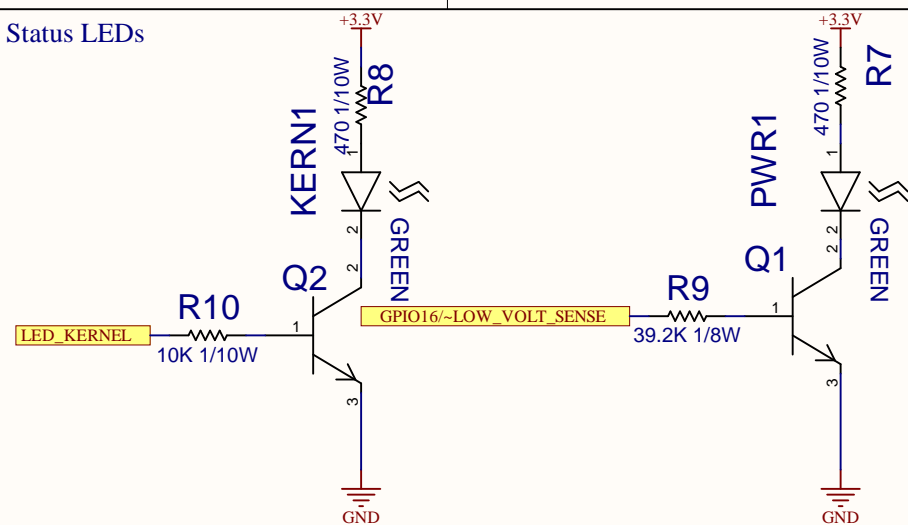 Status LEDs
+3.3V
470 1/10W
R8
KERN1
1
2
GREEN
Q2
2
R10
LED_KERNEL
10K 1/10W
1
3
GND
+3.3V
470 1/10W
R7
PWR1
1
2
GREEN
Q1
2
R9
GPIO16/~LOW_VOLT_SENSE
39.2K 1/8W
1
3
GND